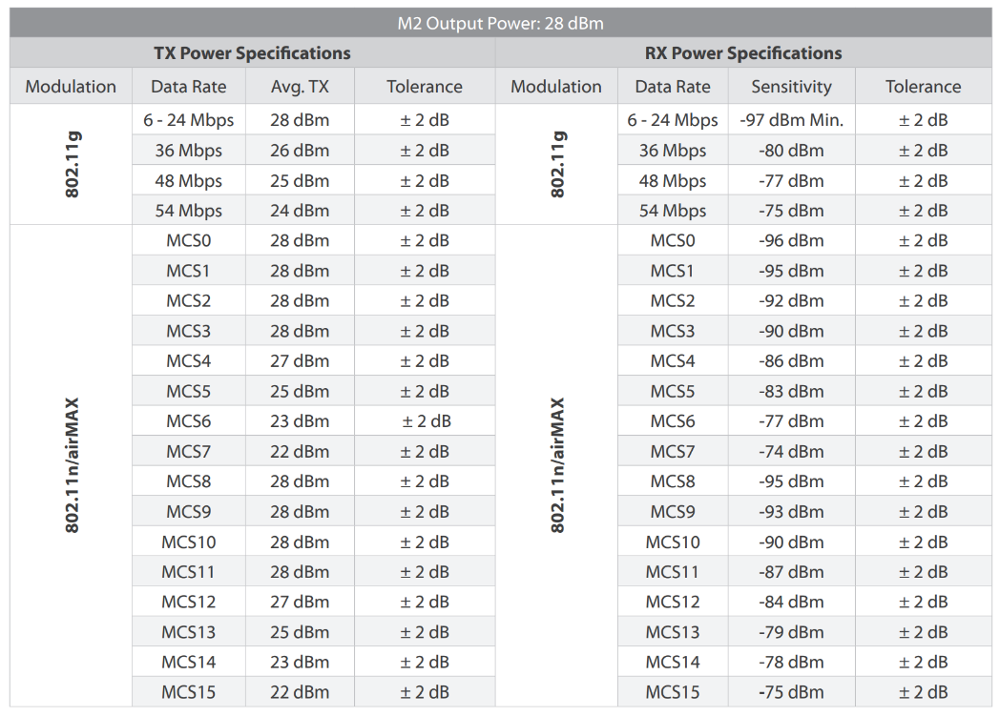 M2 Output Power: 28 dBm
TX Power Specifications RX Power Specifications
Modulation Data Rate Avg. TX Tolerance Modulation Data Rate Sensitivity Tolerance
802.11g 802.11g
6 - 24 Mbps 28 dBm ± 2 dB 6 - 24 Mbps -97 dBm Min. ± 2 dB
36 Mbps 26 dBm ± 2 dB 36 Mbps -80 dBm ± 2 dB
48 Mbps 25 dBm ± 2 dB 48 Mbps -77 dBm ± 2 dB
54 Mbps 24 dBm ± 2 dB 54 Mbps -75 dBm ± 2 dB
802.11n/airMAX 802.11n/airMAX
MCS0 28 dBm ± 2 dB MCS0 -96 dBm ± 2 dB
MCS1 28 dBm ± 2 dB MCS1 -95 dBm ± 2 dB
MCS2 28 dBm ± 2 dB MCS2 -92 dBm ± 2 dB
MCS3 28 dBm ± 2 dB MCS3 -90 dBm ± 2 dB
MCS4 27 dBm ± 2 dB MCS4 -86 dBm ± 2 dB
MCS5 25 dBm ± 2 dB MCS5 -83 dBm ± 2 dB
MCS6 23 dBm ± 2 dB MCS6 -77 dBm ± 2 dB
MCS7 22 dBm ± 2 dB MCS7 -74 dBm ± 2 dB
MCS8 28 dBm ± 2 dB MCS8 -95 dBm ± 2 dB
MCS9 28 dBm ± 2 dB MCS9 -93 dBm ± 2 dB
MCS10 28 dBm ± 2 dB MCS10 -90 dBm ± 2 dB
MCS11 28 dBm ± 2 dB MCS11 -87 dBm ± 2 dB
MCS12 27 dBm ± 2 dB MCS12 -84 dBm ± 2 dB
MCS13 25 dBm ± 2 dB MCS13 -79 dBm ± 2 dB
MCS14 23 dBm ± 2 dB MCS14 -78 dBm ± 2 dB
MCS15 22 dBm ± 2 dB MCS15 -75 dBm ± 2 dB